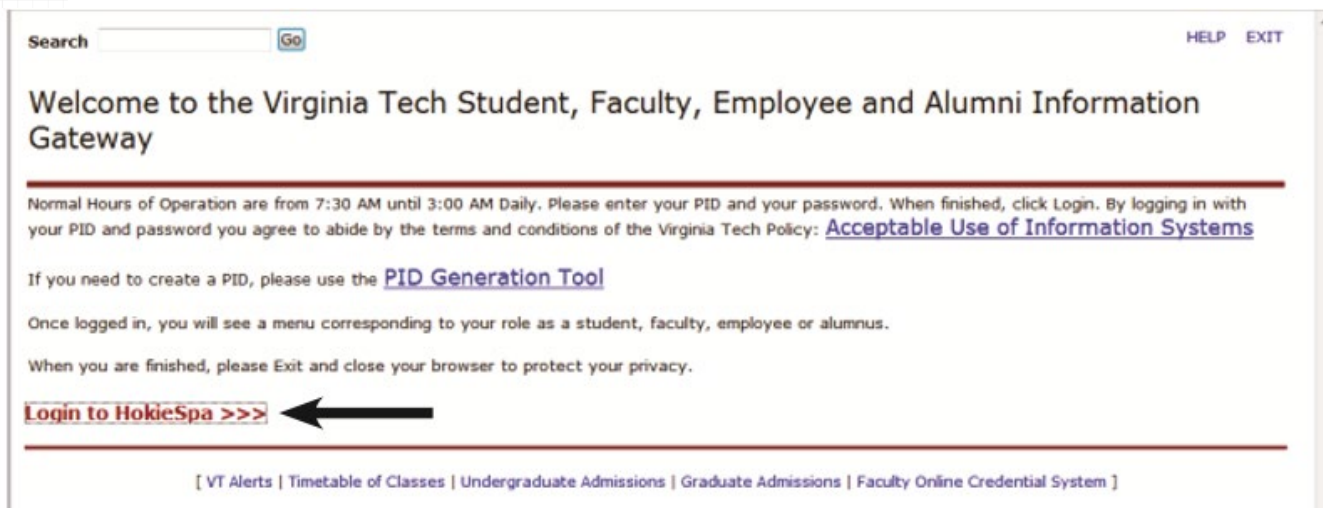 Search Go HELP EXIT
Welcome to the Virginia Tech Student, Faculty, Employee and Alumni Information
Gateway
Normal Hours of Operation are from 7:30 AM until 3:00 AM Daily. Please enter your PID and your password. When finished, click Login. By logging in with
your PID and password you agree to abide by the terms and conditions of the Virginia Tech Policy: Acceptable Use of Information Systems
If you need to create a PID, please use the PID Generation Tool
Once logged in, you will see a menu corresponding to your role as a student, faculty, employee or alumnus.
When you are finished, please Exit and close your browser to protect your privacy.
Login to HokieSpa >>>
[ VT Alerts | Timetable of Classes | Undergraduate Admissions | Graduate Admissions | Faculty Online Credential System ]